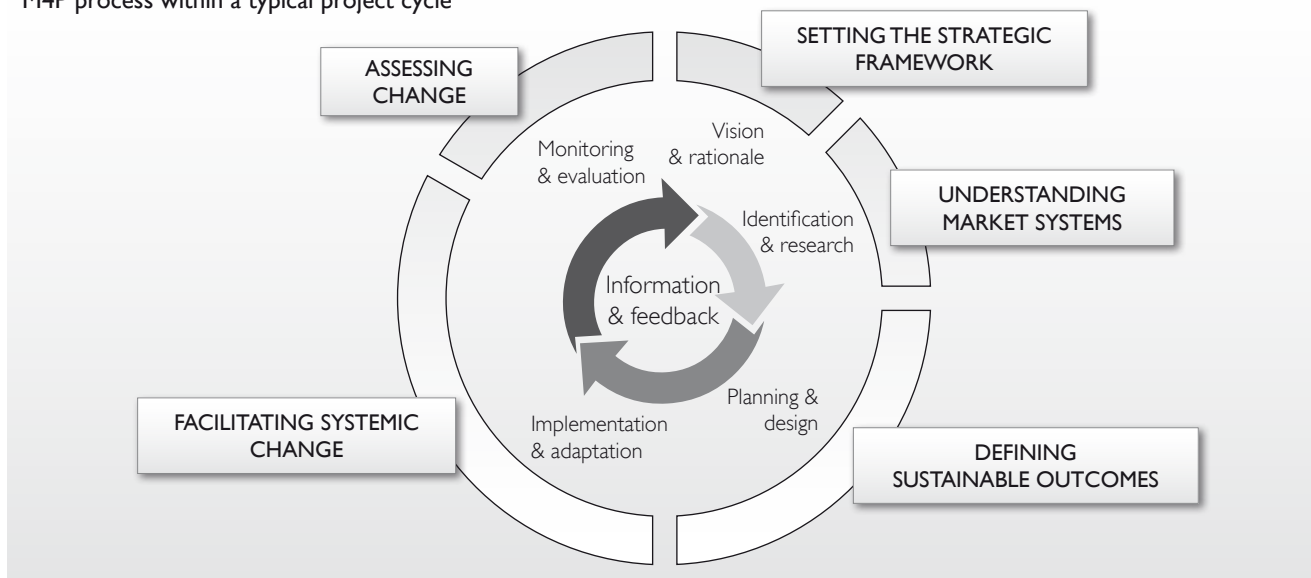 M4P process within a typical project cycle
SETTING THE STRATEGIC
FRAMEWORK
ASSESSING
CHANGE
Vision
& rationale
Monitoring
& evaluation
UNDERSTANDING
MARKET SYSTEMS
Identification
& research
Information
& feedback
Planning &
design
FACILITATING SYSTEMIC
CHANGE
Implementation
& adaptation
DEFINING
SUSTAINABLE OUTCOMES